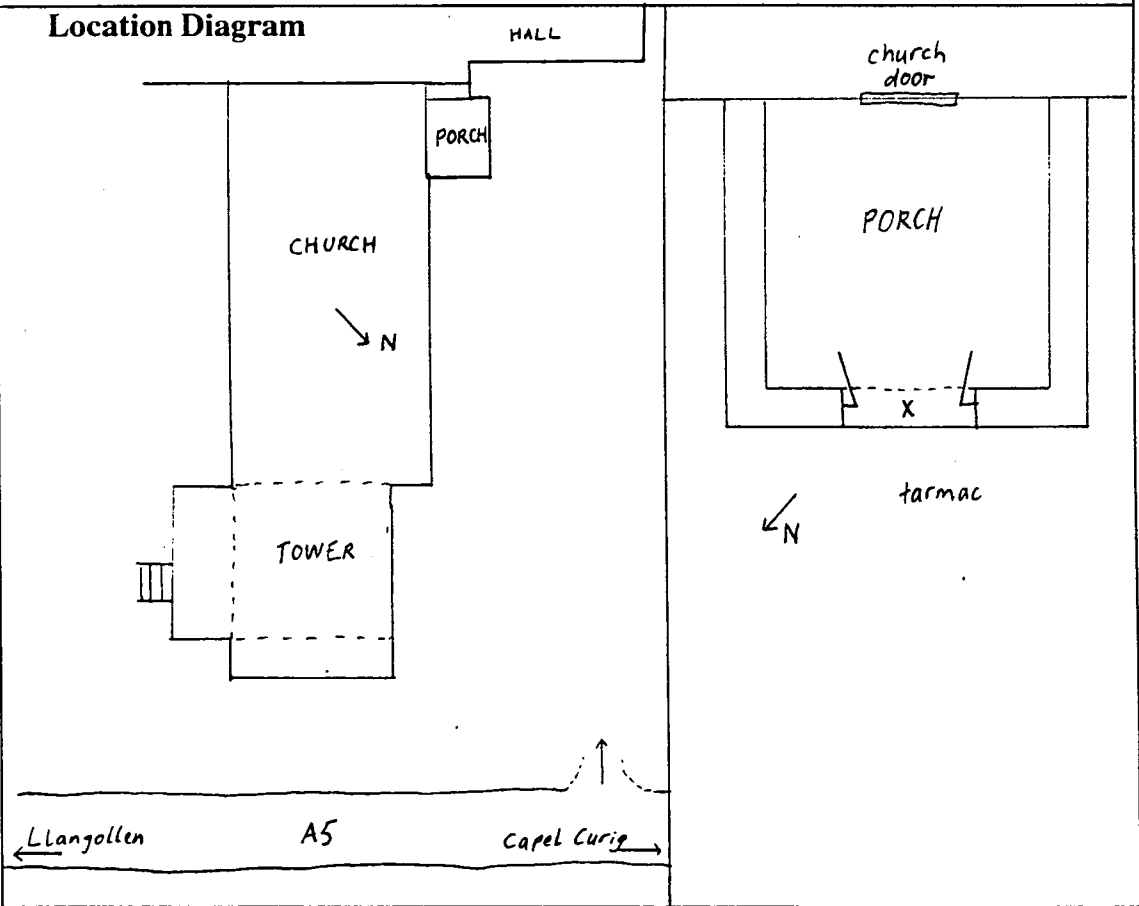 Location Diagram
HALL
PORCH
CHURCH
N
TOWER
Llangollen
A5
Capel Curig
church
door
PORCH
X
tarmac
N